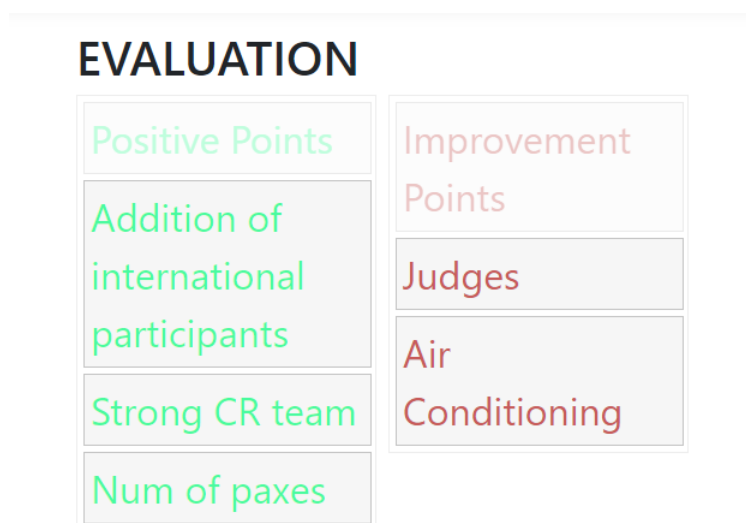 EVALUATION
Positive Points
Addition of
international
participants
Strong CR team
Num of paxes
Improvement
Points
Judges
Air
Conditioning